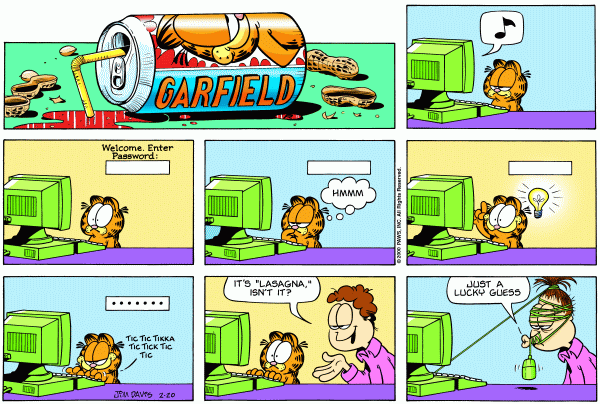 GARFIELD
Welcome. Enter
Password:
HMMM
© 2000 PAWS, INC. All Rights Reserved.
TIC TIC TIKKA
TIC TICK TIC
TIC
JIM DAVIS 2-20
IT'S "LASAGNA,"
ISN'T IT?
JUST A
LUCKY GUESS